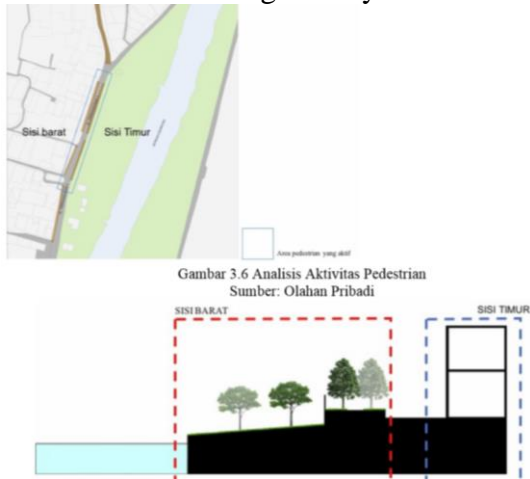 Sisi barat
Sisi Timur
Area pedestrian yang aktif
Gambar 3.6 Analisis Aktivitas Pedestrian
Sumber: Olahan Pribadi
SISI BARAT
SISI TIMUR